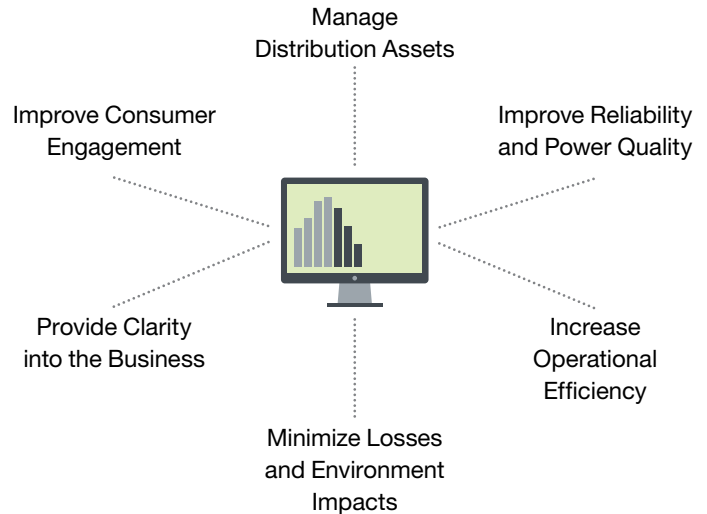 Manage
Distribution Assets
Improve Consumer
Engagement
Improve Reliability
and Power Quality
Provide Clarity
into the Business
Increase
Operational
Efficiency
Minimize Losses
and Environment
Impacts